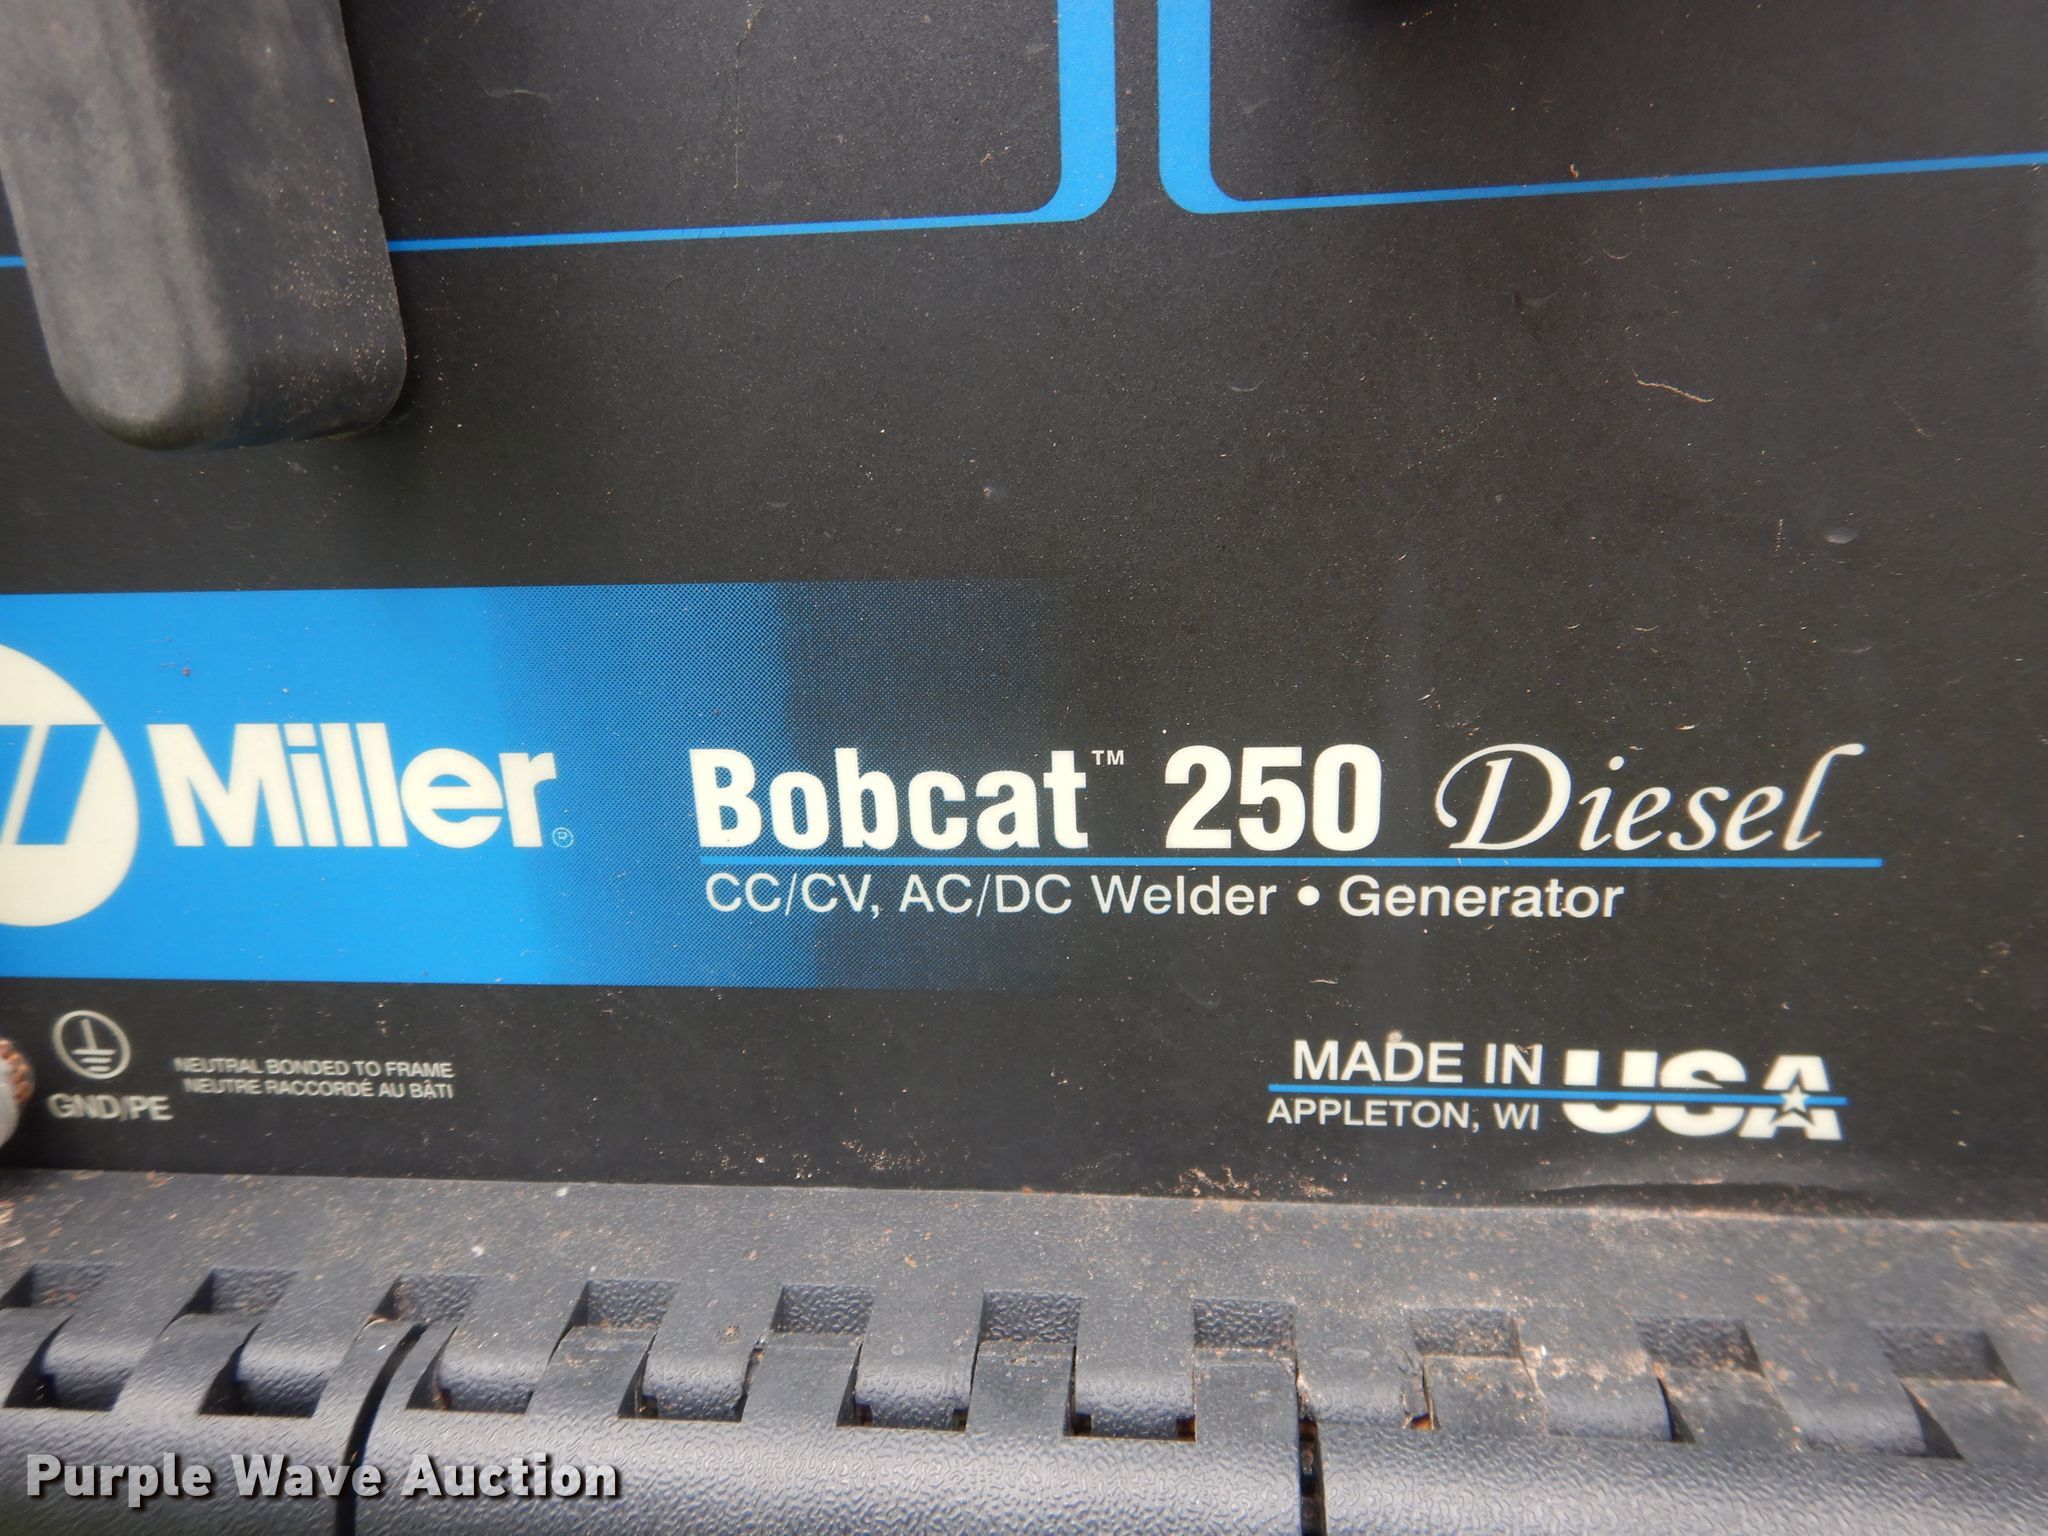 Miller® Bobcat™ 250 Diesel
CC/CV, AC/DC Welder • Generator
GND/PE
NEUTRAL BONDED TO FRAME
NEUTRE RACCORDÉ AU BÂTI
MADE IN USA
APPLETON, WI
Purple Wave Auction